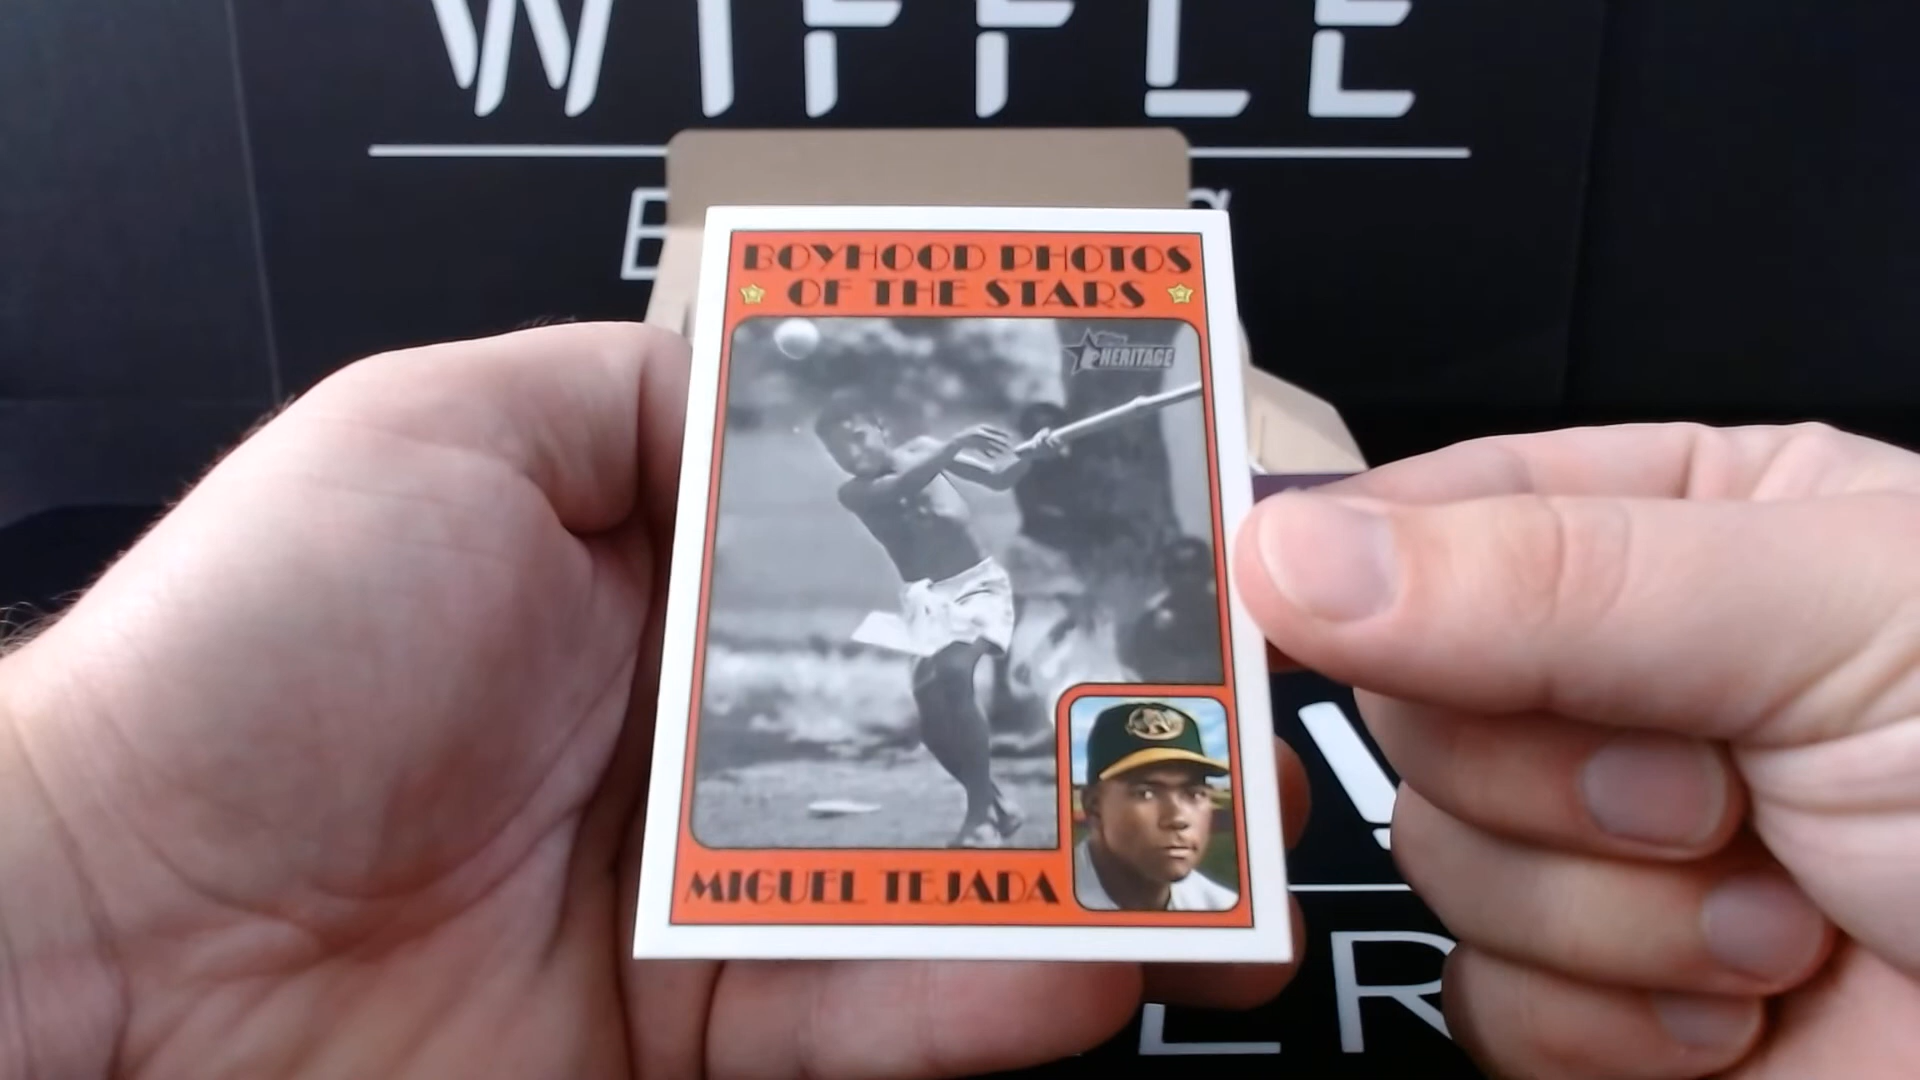 WIFFLE
BOYHOOD PHOTOS
OF THE STARS
Topps
HERITAGE
MIGUEL TEJADA